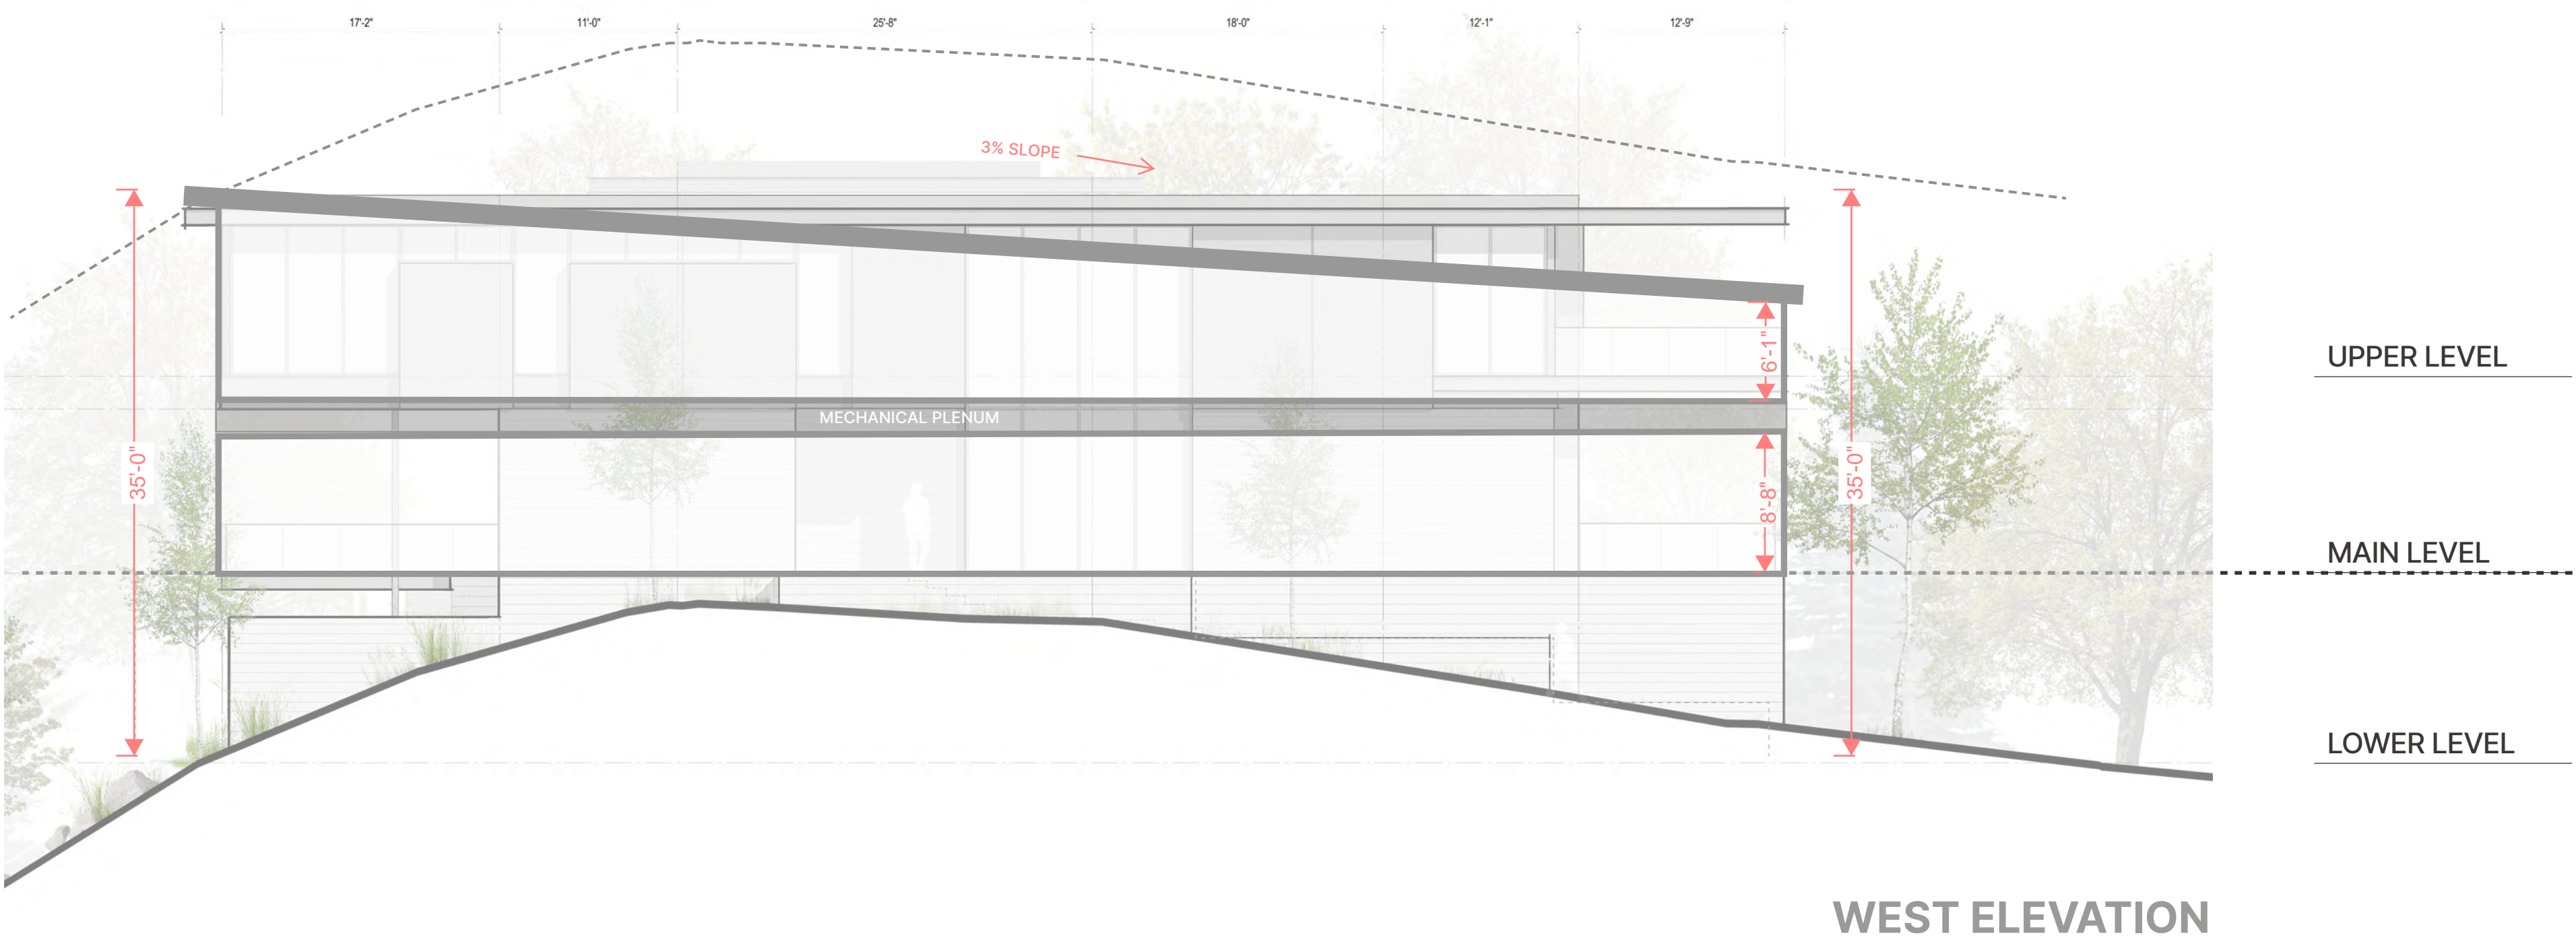 17'-2" 11'-0" 25'-8" 18'-0" 12'-1" 12'-9"
3% SLOPE
6'-1"
UPPER LEVEL
MECHANICAL PLENUM
35'-0"
35'-0"
8'-8"
MAIN LEVEL
LOWER LEVEL
WEST ELEVATION